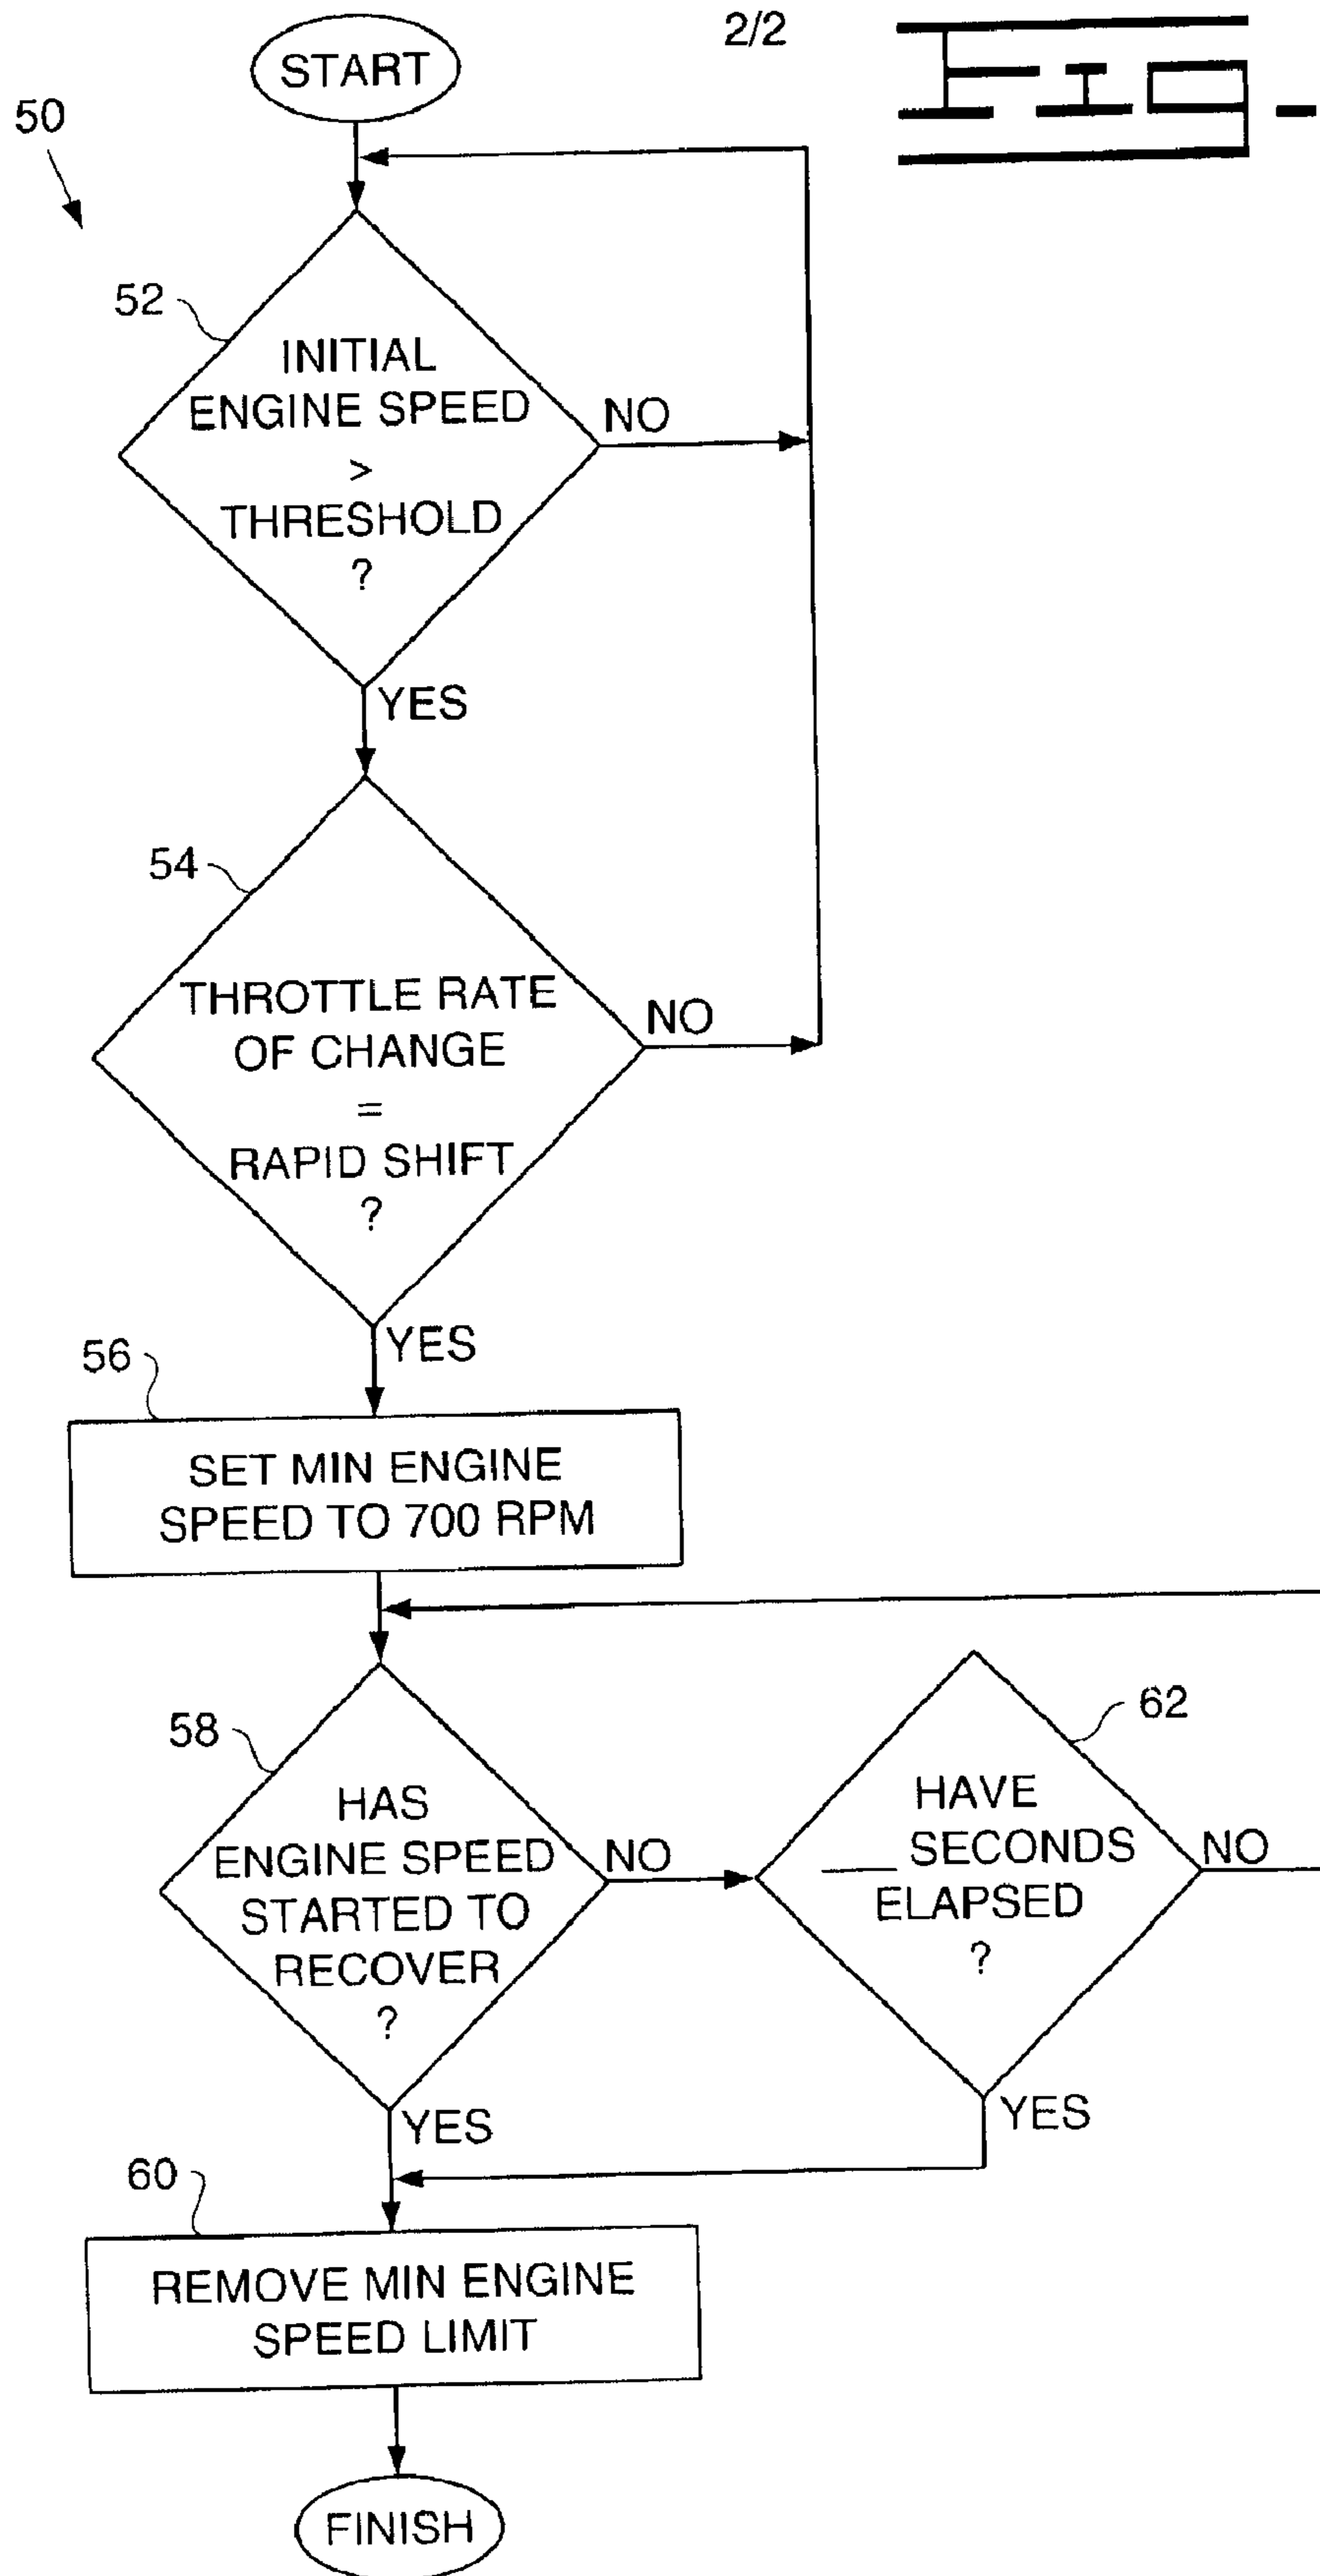 2/2
START
50
52
INITIAL
ENGINE SPEED
>
THRESHOLD
?
NO
YES
54
THROTTLE RATE
OF CHANGE
=
RAPID SHIFT
?
NO
YES
56
SET MIN ENGINE
SPEED TO 700 RPM
58
HAS
ENGINE SPEED
STARTED TO
RECOVER
?
NO
YES
62
HAVE
___ SECONDS
ELAPSED
?
NO
YES
60
REMOVE MIN ENGINE
SPEED LIMIT
FINISH